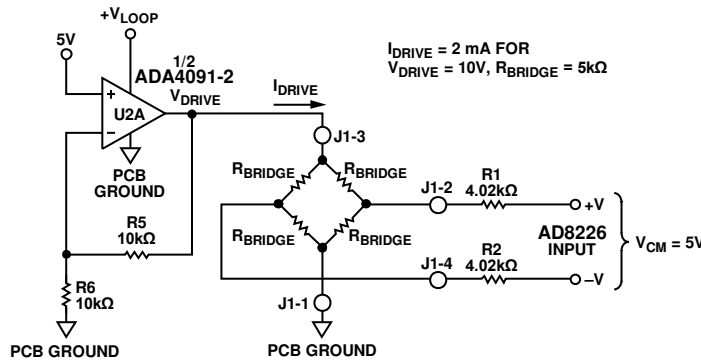 +VLOOP
5V
1/2
ADA4091-2
VDRIVE
IDRIVE
IDRIVE = 2 mA FOR
VDRIVE = 10V, RBRIDGE = 5kΩ
+
U2A
−
PCB
GROUND
J1-3
RBRIDGE
RBRIDGE
RBRIDGE
RBRIDGE
J1-2
R1
4.02kΩ
+V
AD8226
INPUT
VCM = 5V
R2
4.02kΩ
J1-4
−V
R5
10kΩ
R6
10kΩ
J1-1
PCB GROUND
PCB GROUND